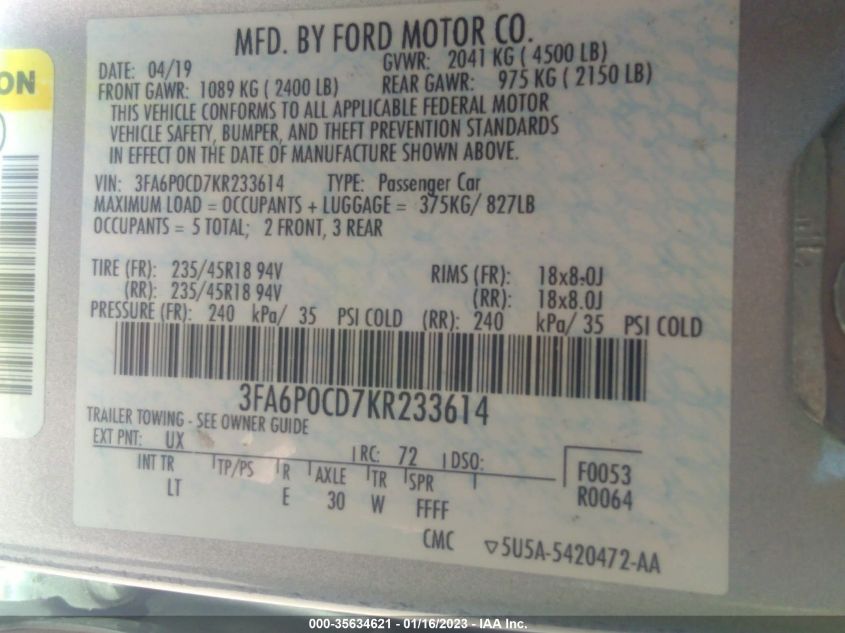 ON
MFD. BY FORD MOTOR CO.
DATE: 04/19 GVWR: 2041 KG ( 4500 LB)
FRONT GAWR: 1089 KG ( 2400 LB) REAR GAWR: 975 KG ( 2150 LB)
THIS VEHICLE CONFORMS TO ALL APPLICABLE FEDERAL MOTOR
VEHICLE SAFETY, BUMPER, AND THEFT PREVENTION STANDARDS
IN EFFECT ON THE DATE OF MANUFACTURE SHOWN ABOVE.
VIN: 3FA6P0CD7KR233614 TYPE: Passenger Car
MAXIMUM LOAD = OCCUPANTS + LUGGAGE = 375KG/ 827LB
OCCUPANTS = 5 TOTAL; 2 FRONT, 3 REAR
TIRE (FR): 235/45R18 94V RIMS (FR): 18x8.0J
(RR): 235/45R18 94V (RR): 18x8.0J
PRESSURE (FR): 240 kPa/ 35 PSI COLD (RR): 240 kPa/ 35 PSI COLD
3FA6P0CD7KR233614
TRAILER TOWING - SEE OWNER GUIDE
EXT PNT: UX RC: 72 DSO:
INT TR TP/PS R AXLE TR SPR
LT E 30 W FFFF
F0053
R0064
CMC ▽5U5A-5420472-AA
000-35634621 - 01/16/2023 - IAA Inc.